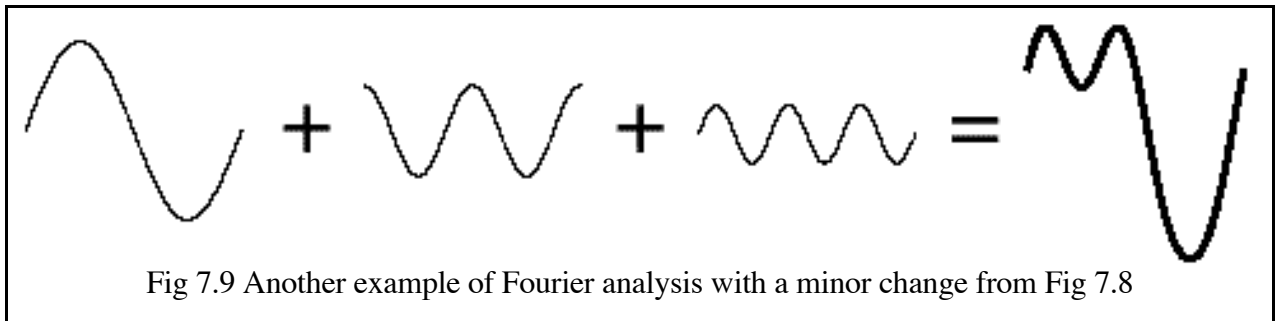 + + =
Fig 7.9 Another example of Fourier analysis with a minor change from Fig 7.8